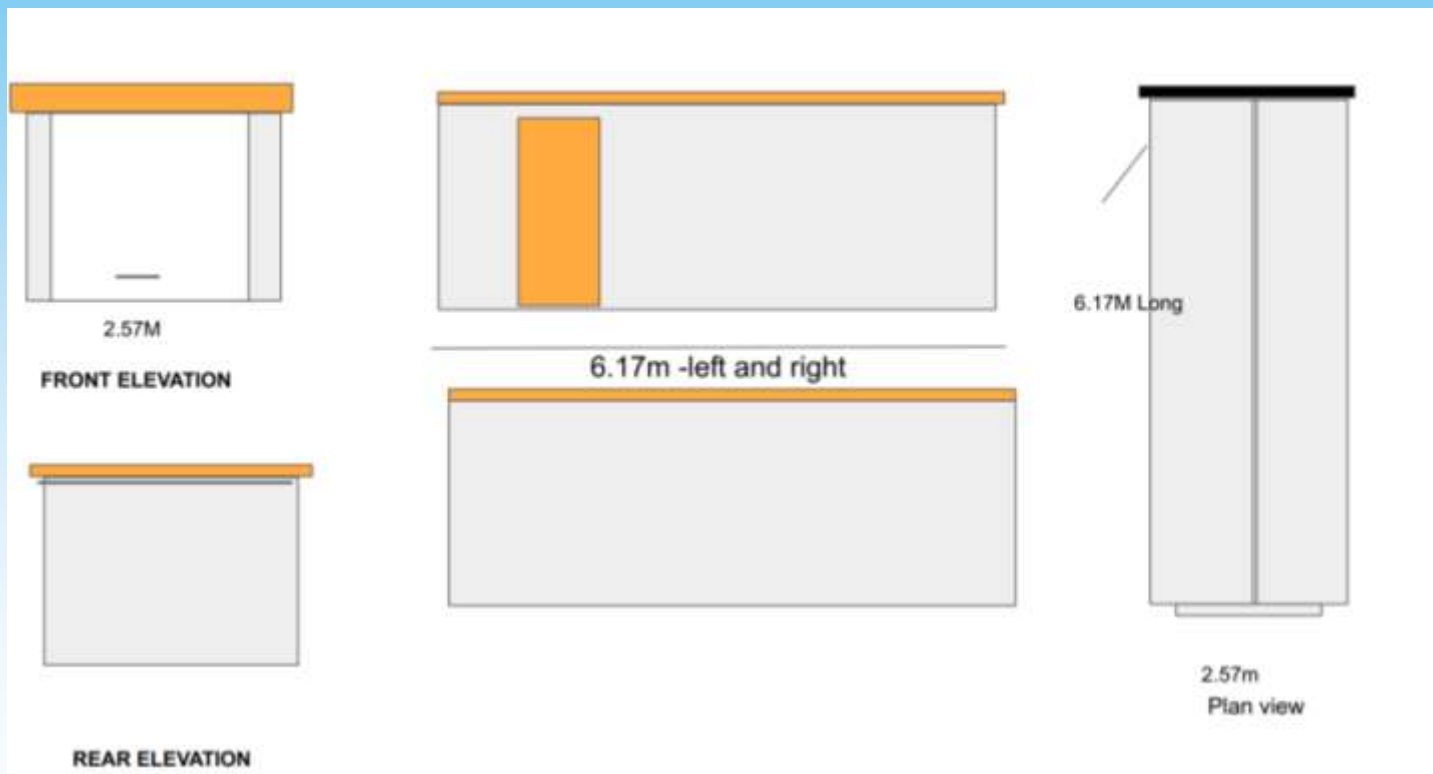 2.57M
FRONT ELEVATION
6.17m -left and right
6.17M Long
REAR ELEVATION
2.57m
Plan view